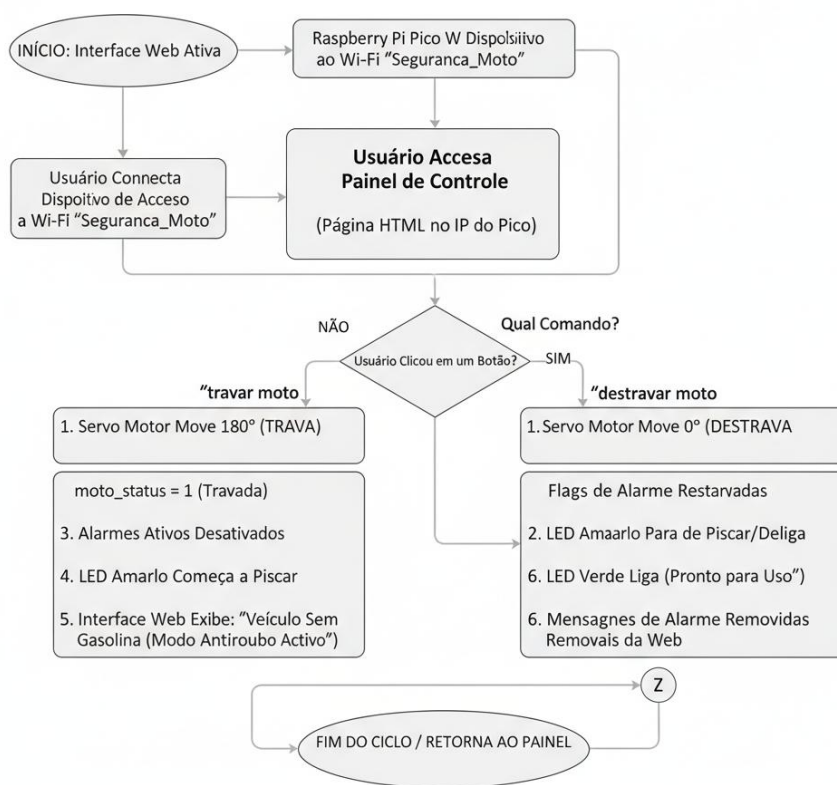 INÍCIO: Interface Web Ativa
Raspberry Pi Pico W Dispolsiitivo
ao Wi-Fi “Seguranca_Moto”
Usuário Connecta
Dispoitivo de Acceso
a Wi-Fi “Seguranca_Moto”
Usuário Accesa
Painel de Controle
(Página HTML no IP do Pico)
NÃO
Qual Comando?
Usuário Clicou em um Botão?
SIM
“travar moto
“destravar moto
1. Servo Motor Move 180° (TRAVA)
1.Servo Motor Move 0° (DESTRAVA
moto_status = 1 (Travada)
3. Alarmes Ativos Desativados
4. LED Amarlo Começa a Piscar
5. Interface Web Exibe: “Veículo Sem
Gasolina (Modo Antiroubo Activo”)
Flags de Alarme Restarvadas
2. LED Amaarlo Para de Piscar/Deliga
6. LED Verde Liga (Pronto para Uso”)
6. Mensagnes de Alarme Removidas
Removais da Web
Z
FIM DO CICLO / RETORNA AO PAINEL